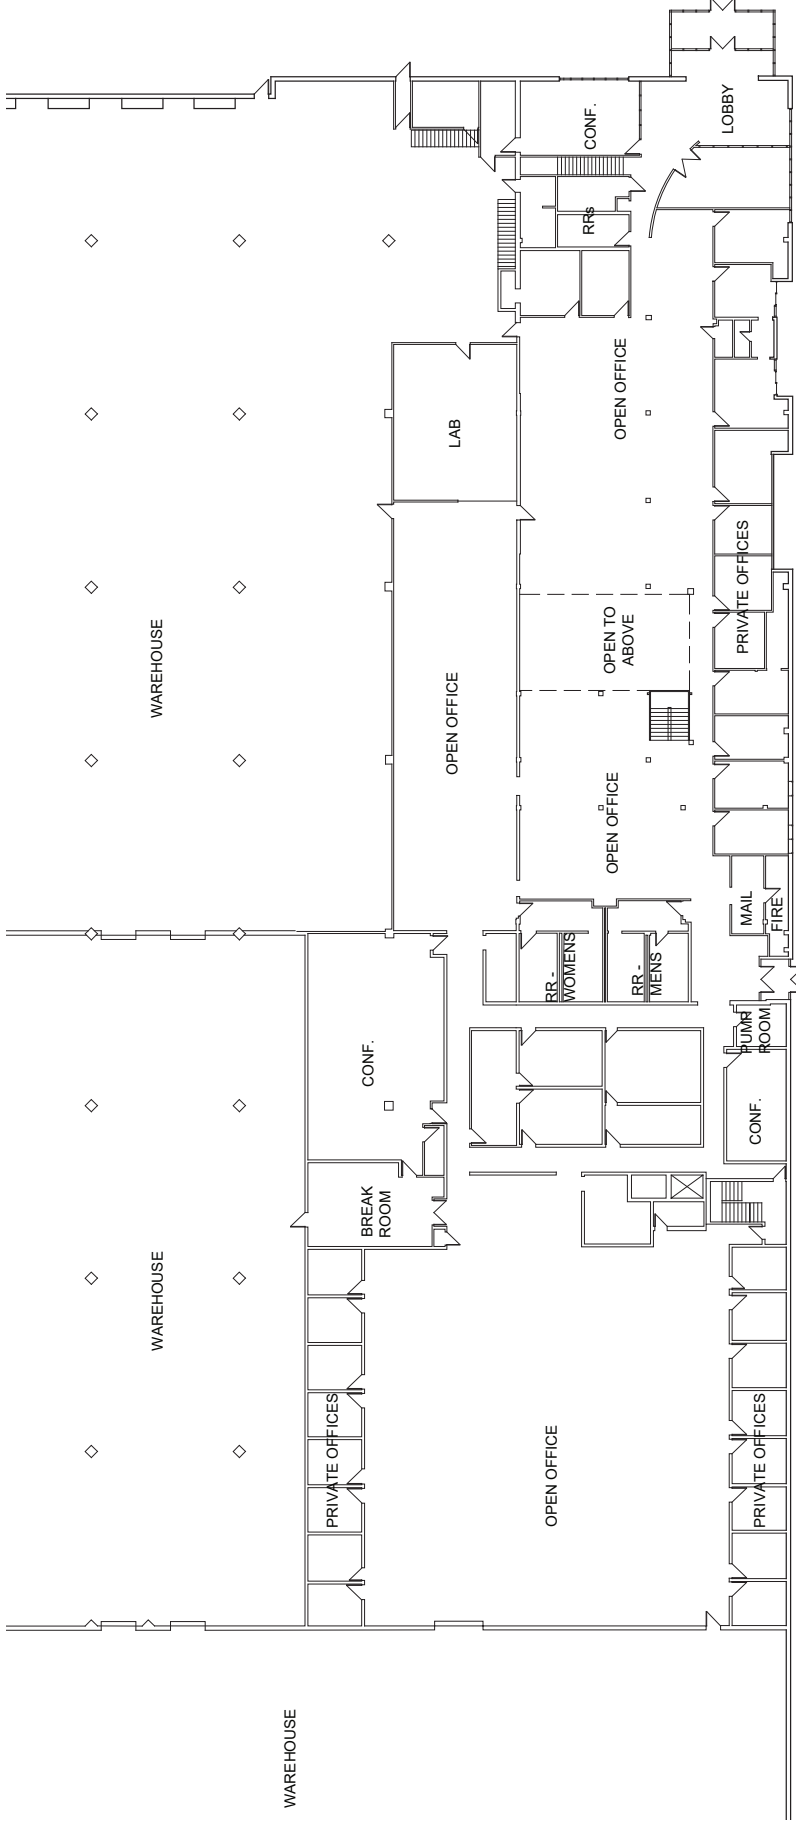 LOBBY
CONF.
RRs
OPEN OFFICE
LAB
PRIVATE OFFICES
OPEN TO
ABOVE
WAREHOUSE
OPEN OFFICE
OPEN OFFICE
MAIL
FIRE
RR -
WOMENS
RR -
MENS
PUMP
ROOM
CONF.
CONF.
BREAK
ROOM
WAREHOUSE
PRIVATE OFFICES
OPEN OFFICE
PRIVATE OFFICES
WAREHOUSE